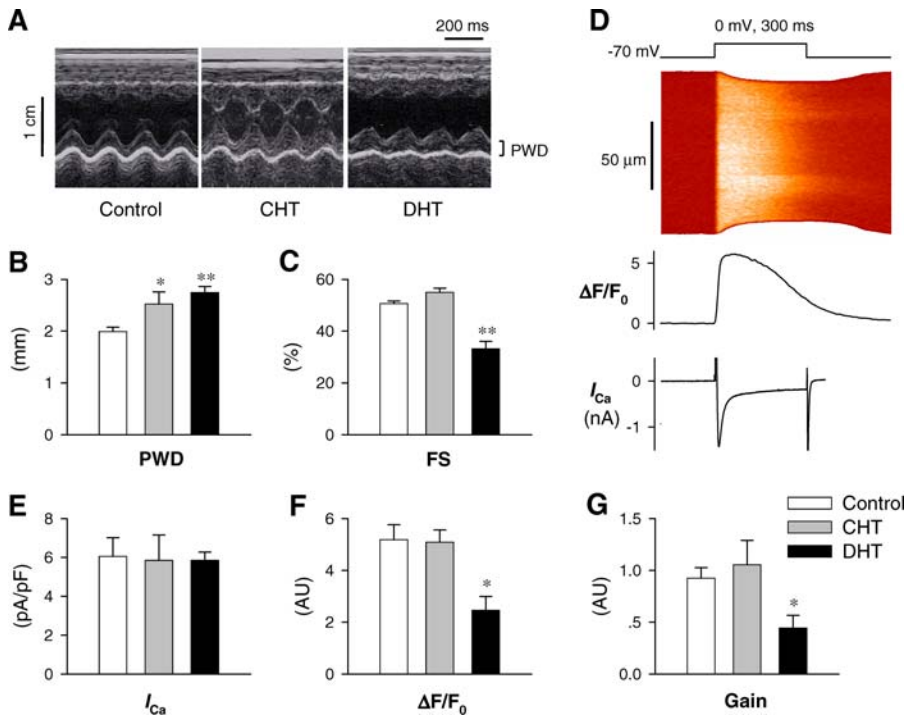 A
200 ms
1 cm
PWD
Control
CHT
DHT
B
3
2
1
0
(mm)
*
**
PWD
C
60
40
20
0
(%)
**
FS
D
0 mV, 300 ms
-70 mV
50 μm
ΔF/F0
5
0
ICa
(nA)
0
-1
E
8
6
4
2
0
(pA/pF)
ICa
F
6
4
2
0
(AU)
*
ΔF/F0
G
Control
CHT
DHT
1.5
1.0
.5
0.0
(AU)
*
Gain